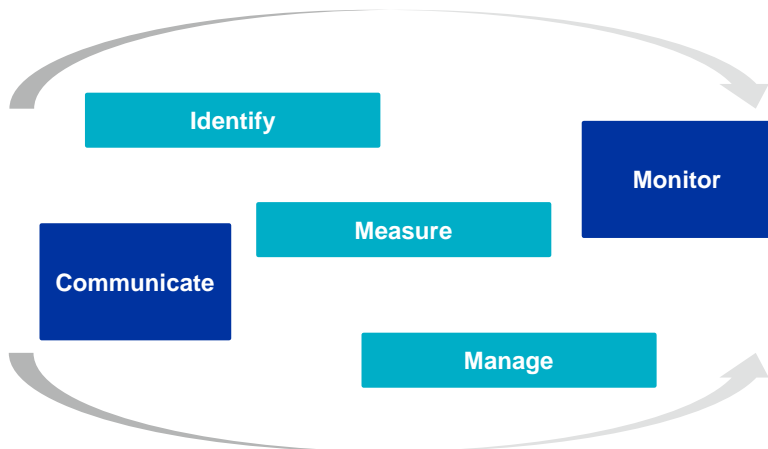 Identify
Monitor
Measure
Communicate
Manage